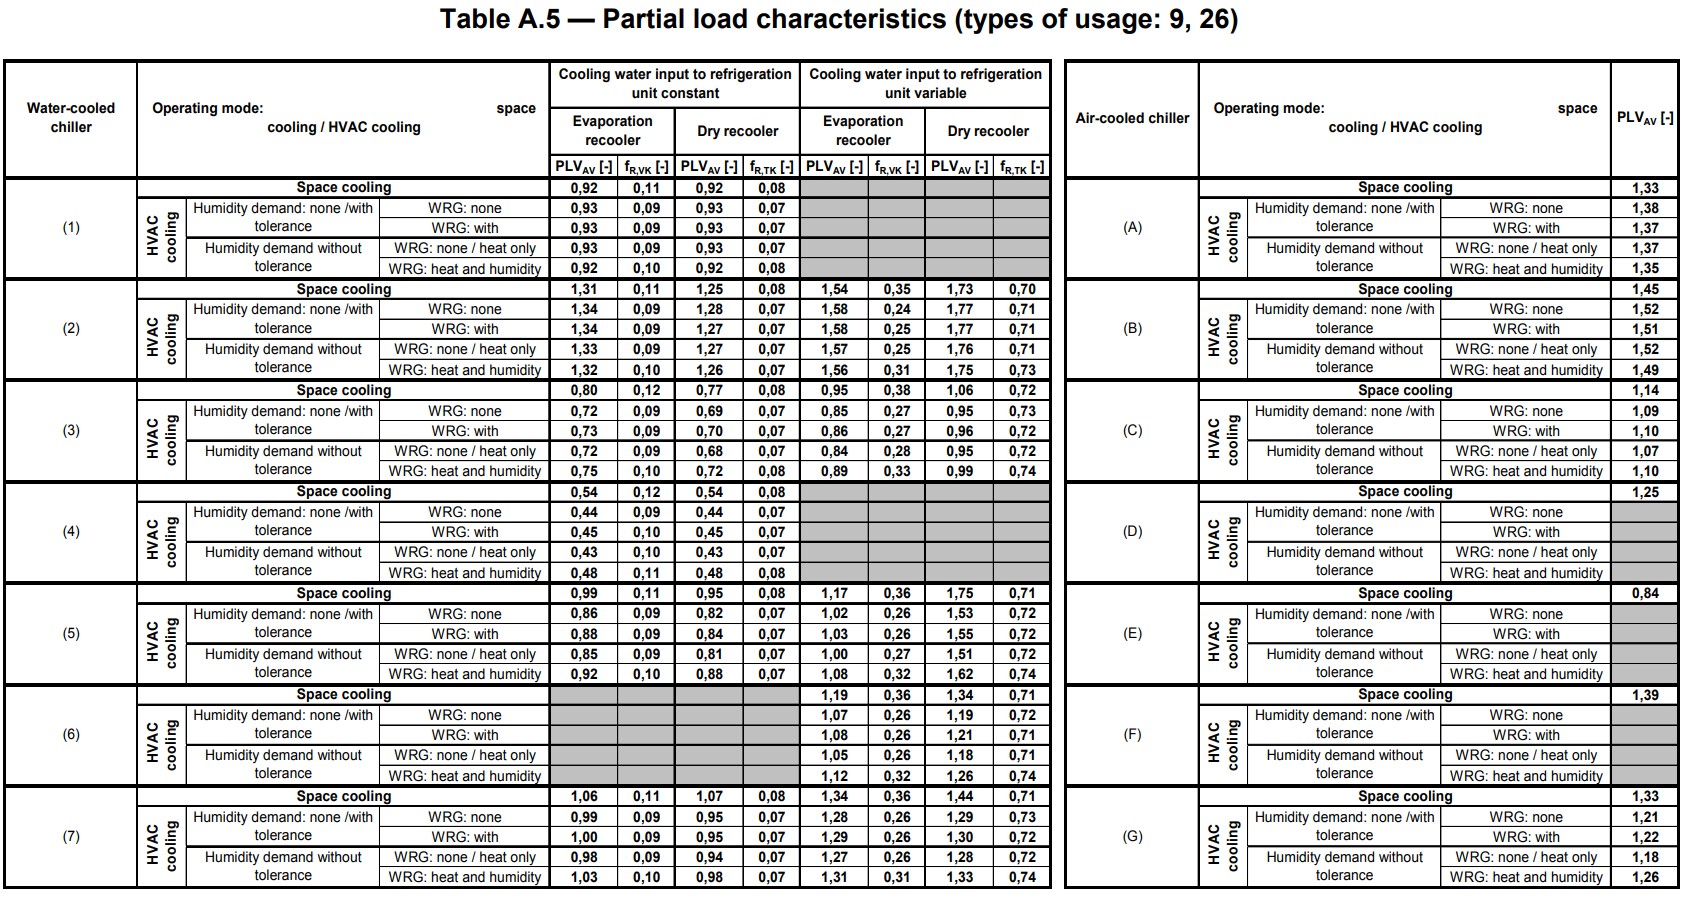 Table A.5 — Partial load characteristics (types of usage: 9, 26)
Water-cooled chiller
Operating mode: space cooling / HVAC cooling
Cooling water input to refrigeration unit constant
Cooling water input to refrigeration unit variable
Evaporation recooler
Dry recooler
Evaporation recooler
Dry recooler
PLVAV [-] fR,VK [-] PLVAV [-] fR,TK [-] PLVAV [-] fR,VK [-] PLVAV [-] fR,TK [-]
(1)
Space cooling 0,92 0,11 0,92 0,08
HVAC cooling
Humidity demand: none /with tolerance
WRG: none 0,93 0,09 0,93 0,07
WRG: with 0,93 0,09 0,93 0,07
Humidity demand without tolerance
WRG: none / heat only 0,93 0,09 0,93 0,07
WRG: heat and humidity 0,92 0,10 0,92 0,08
(2)
Space cooling 1,31 0,11 1,25 0,08 1,54 0,35 1,73 0,70
HVAC cooling
Humidity demand: none /with tolerance
WRG: none 1,34 0,09 1,28 0,07 1,58 0,24 1,77 0,71
WRG: with 1,34 0,09 1,27 0,07 1,58 0,25 1,77 0,71
Humidity demand without tolerance
WRG: none / heat only 1,33 0,09 1,27 0,07 1,57 0,25 1,76 0,71
WRG: heat and humidity 1,32 0,10 1,26 0,07 1,56 0,31 1,75 0,73
(3)
Space cooling 0,80 0,12 0,77 0,08 0,95 0,38 1,06 0,72
HVAC cooling
Humidity demand: none /with tolerance
WRG: none 0,72 0,09 0,69 0,07 0,85 0,27 0,95 0,73
WRG: with 0,73 0,09 0,70 0,07 0,86 0,27 0,96 0,72
Humidity demand without tolerance
WRG: none / heat only 0,72 0,09 0,68 0,07 0,84 0,28 0,95 0,72
WRG: heat and humidity 0,75 0,10 0,72 0,08 0,89 0,33 0,99 0,74
(4)
Space cooling 0,54 0,12 0,54 0,08
HVAC cooling
Humidity demand: none /with tolerance
WRG: none 0,44 0,09 0,44 0,07
WRG: with 0,45 0,10 0,45 0,07
Humidity demand without tolerance
WRG: none / heat only 0,43 0,10 0,43 0,07
WRG: heat and humidity 0,48 0,11 0,48 0,08
(5)
Space cooling 0,99 0,11 0,95 0,08 1,17 0,36 1,75 0,71
HVAC cooling
Humidity demand: none /with tolerance
WRG: none 0,86 0,09 0,82 0,07 1,02 0,26 1,53 0,72
WRG: with 0,88 0,09 0,84 0,07 1,03 0,26 1,55 0,72
Humidity demand without tolerance
WRG: none / heat only 0,85 0,09 0,81 0,07 1,00 0,27 1,51 0,72
WRG: heat and humidity 0,92 0,10 0,88 0,07 1,08 0,32 1,62 0,74
(6)
Space cooling 1,19 0,36 1,34 0,71
HVAC cooling
Humidity demand: none /with tolerance
WRG: none 1,07 0,26 1,19 0,72
WRG: with 1,08 0,26 1,21 0,71
Humidity demand without tolerance
WRG: none / heat only 1,05 0,26 1,18 0,71
WRG: heat and humidity 1,12 0,32 1,26 0,74
(7)
Space cooling 1,06 0,11 1,07 0,08 1,34 0,36 1,44 0,71
HVAC cooling
Humidity demand: none /with tolerance
WRG: none 0,99 0,09 0,95 0,07 1,28 0,26 1,29 0,73
WRG: with 1,00 0,09 0,95 0,07 1,29 0,26 1,30 0,72
Humidity demand without tolerance
WRG: none / heat only 0,98 0,09 0,94 0,07 1,27 0,26 1,28 0,72
WRG: heat and humidity 1,03 0,10 0,98 0,07 1,31 0,31 1,33 0,74
Air-cooled chiller
Operating mode: space cooling / HVAC cooling
PLVAV [-]
(A)
Space cooling 1,33
HVAC cooling
Humidity demand: none /with tolerance
WRG: none 1,38
WRG: with 1,37
Humidity demand without tolerance
WRG: none / heat only 1,37
WRG: heat and humidity 1,35
(B)
Space cooling 1,45
HVAC cooling
Humidity demand: none /with tolerance
WRG: none 1,52
WRG: with 1,51
Humidity demand without tolerance
WRG: none / heat only 1,52
WRG: heat and humidity 1,49
(C)
Space cooling 1,14
HVAC cooling
Humidity demand: none /with tolerance
WRG: none 1,09
WRG: with 1,10
Humidity demand without tolerance
WRG: none / heat only 1,07
WRG: heat and humidity 1,10
(D)
Space cooling 1,25
HVAC cooling
Humidity demand: none /with tolerance
WRG: none
WRG: with
Humidity demand without tolerance
WRG: none / heat only
WRG: heat and humidity
(E)
Space cooling 0,84
HVAC cooling
Humidity demand: none /with tolerance
WRG: none
WRG: with
Humidity demand without tolerance
WRG: none / heat only
WRG: heat and humidity
(F)
Space cooling 1,39
HVAC cooling
Humidity demand: none /with tolerance
WRG: none
WRG: with
Humidity demand without tolerance
WRG: none / heat only
WRG: heat and humidity
(G)
Space cooling 1,33
HVAC cooling
Humidity demand: none /with tolerance
WRG: none 1,21
WRG: with 1,22
Humidity demand without tolerance
WRG: none / heat only 1,18
WRG: heat and humidity 1,26